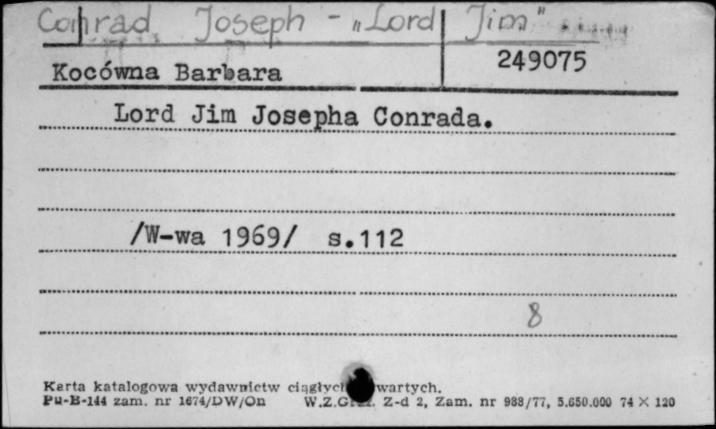 Conrad Joseph - „Lord Jim"
249075
Kocówna Barbara
Lord Jim Josepha Conrada.
/W-wa 1969/ s.112
8
Karta katalogowa wydawnictw ciągłych
Pu-B-144 zam. nr 1674/DW/On W.Z.Graf. Z-d 2, Zam. nr 988/77, 5.650.000 74 × 120